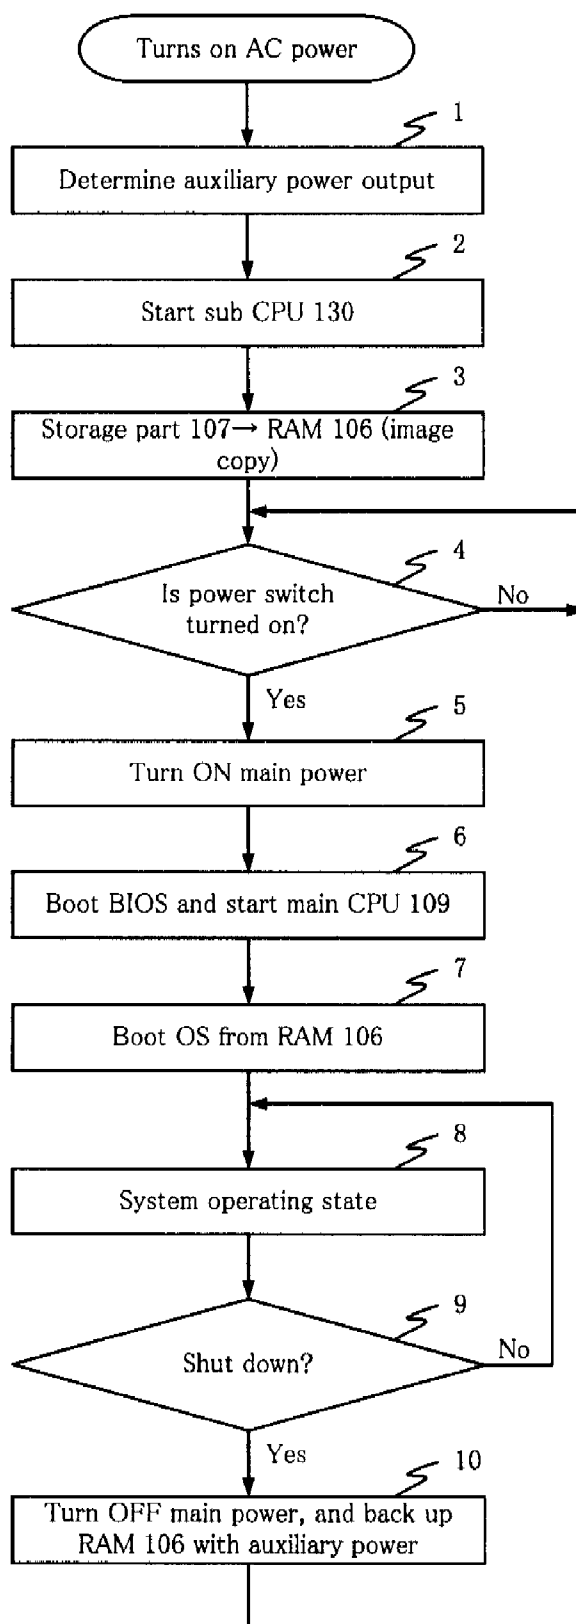 Turns on AC power
1
Determine auxiliary power output
2
Start sub CPU 130
3
Storage part 107→ RAM 106 (image
copy)
4
Is power switch
turned on?
No
Yes
5
Turn ON main power
6
Boot BIOS and start main CPU 109
7
Boot OS from RAM 106
8
System operating state
9
Shut down?
No
Yes
10
Turn OFF main power, and back up
RAM 106 with auxiliary power